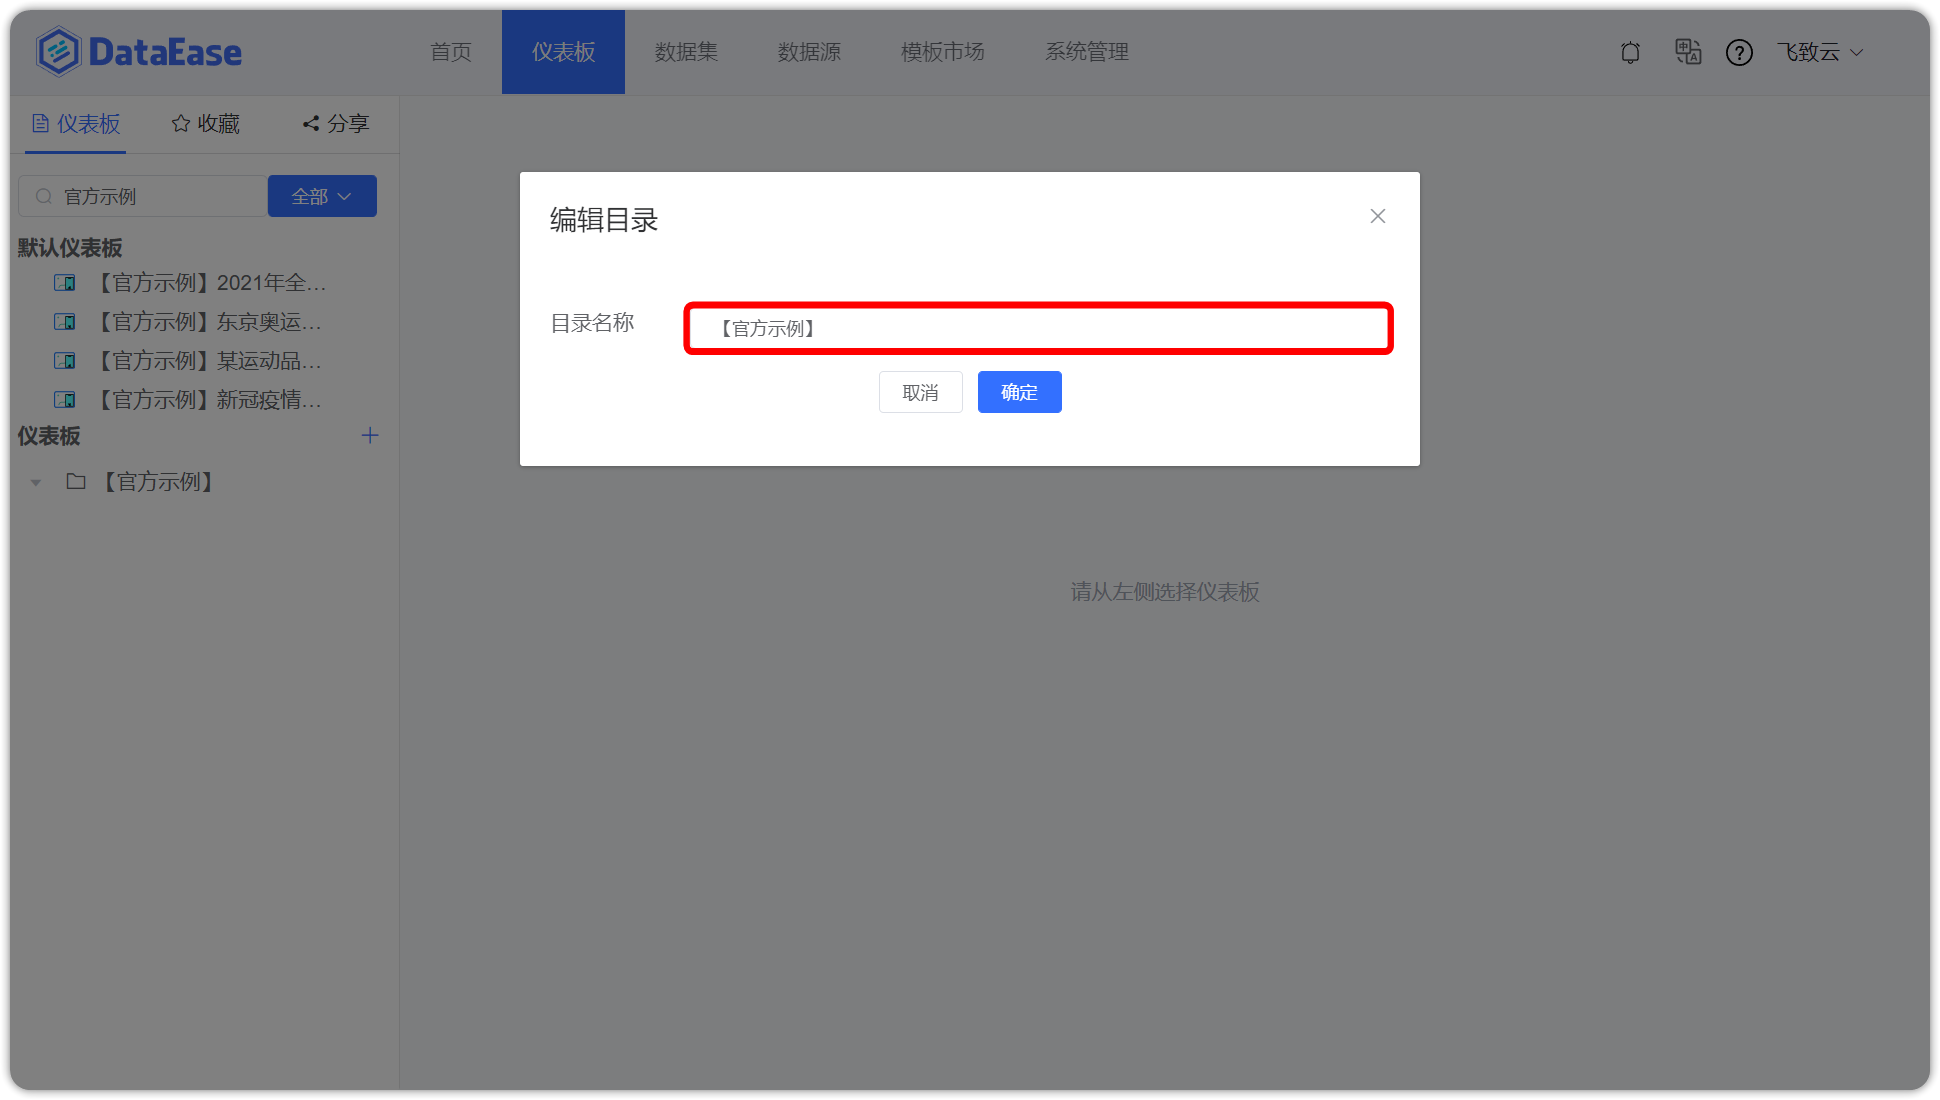 DataEase
首页
仪表板
数据集
数据源
模板市场
系统管理
飞致云
仪表板
收藏
分享
官方示例
全部
默认仪表板
【官方示例】2021年全...
【官方示例】东京奥运...
【官方示例】某运动品...
【官方示例】新冠疫情...
仪表板
【官方示例】
编辑目录
目录名称
【官方示例】
取消
确定
请从左侧选择仪表板